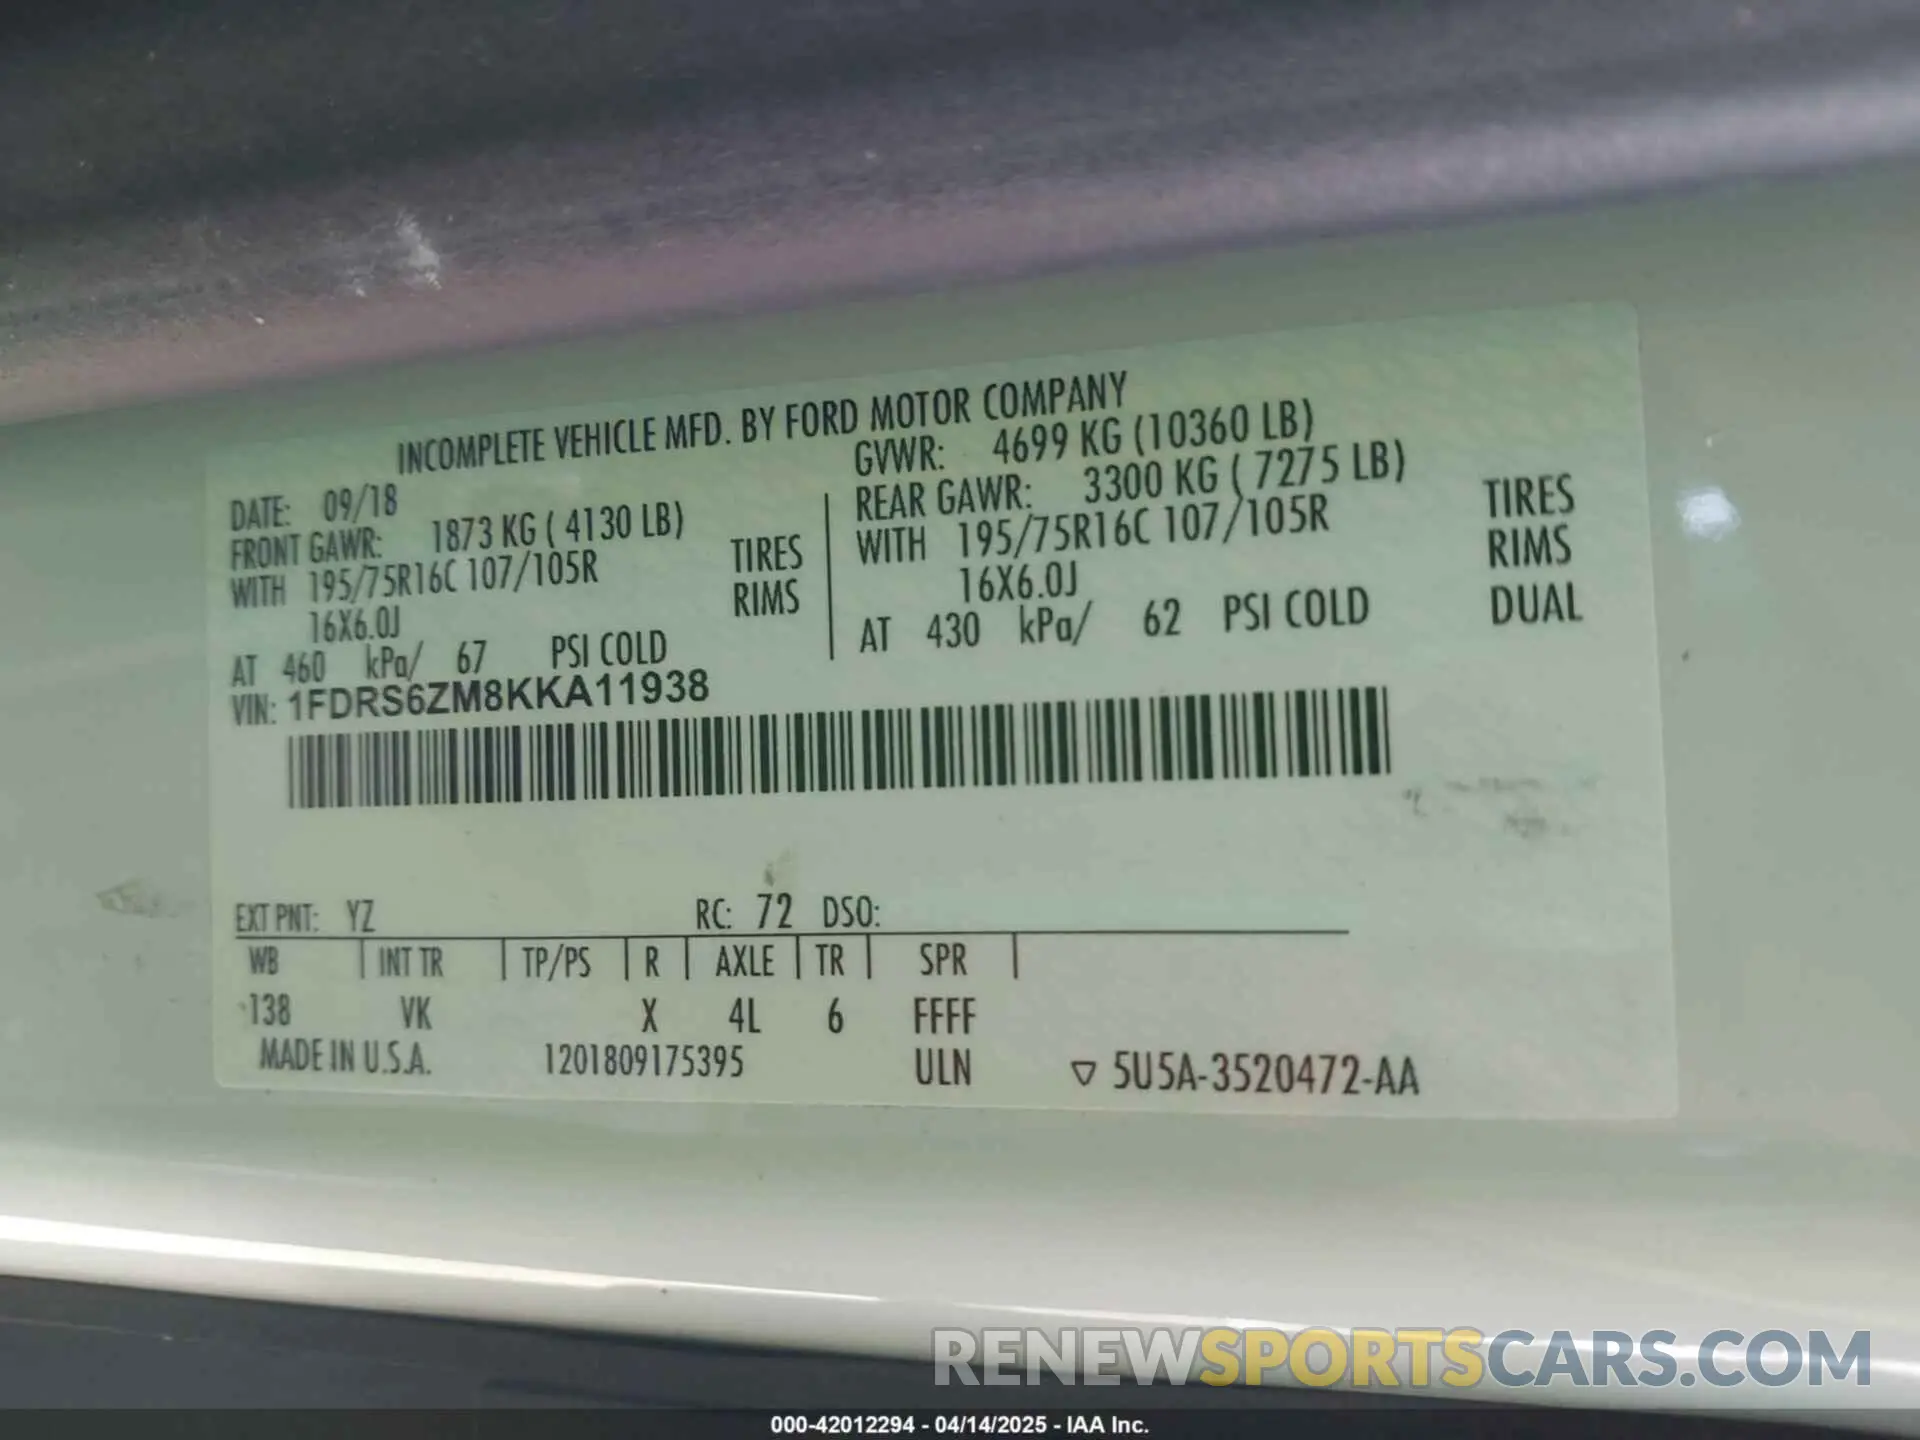 INCOMPLETE VEHICLE MFD. BY FORD MOTOR COMPANY
DATE: 09/18
GVWR: 4699 KG (10360 LB)
FRONT GAWR: 1873 KG ( 4130 LB)
REAR GAWR: 3300 KG ( 7275 LB)
WITH 195/75R16C 107/105R TIRES
WITH 195/75R16C 107/105R TIRES
16X6.0J RIMS
16X6.0J RIMS
AT 460 kPa/ 67 PSI COLD
AT 430 kPa/ 62 PSI COLD DUAL
VIN: 1FDRS6ZM8KKA11938
EXT PNT: YZ RC: 72 DSO:
WB INT TR TP/PS R AXLE TR SPR
138 VK X 4L 6 FFFF
MADE IN U.S.A. 1201809175395 ULN ▽ 5U5A-3520472-AA
RENEWSPORTSCARS.COM
000-42012294 - 04/14/2025 - IAA Inc.